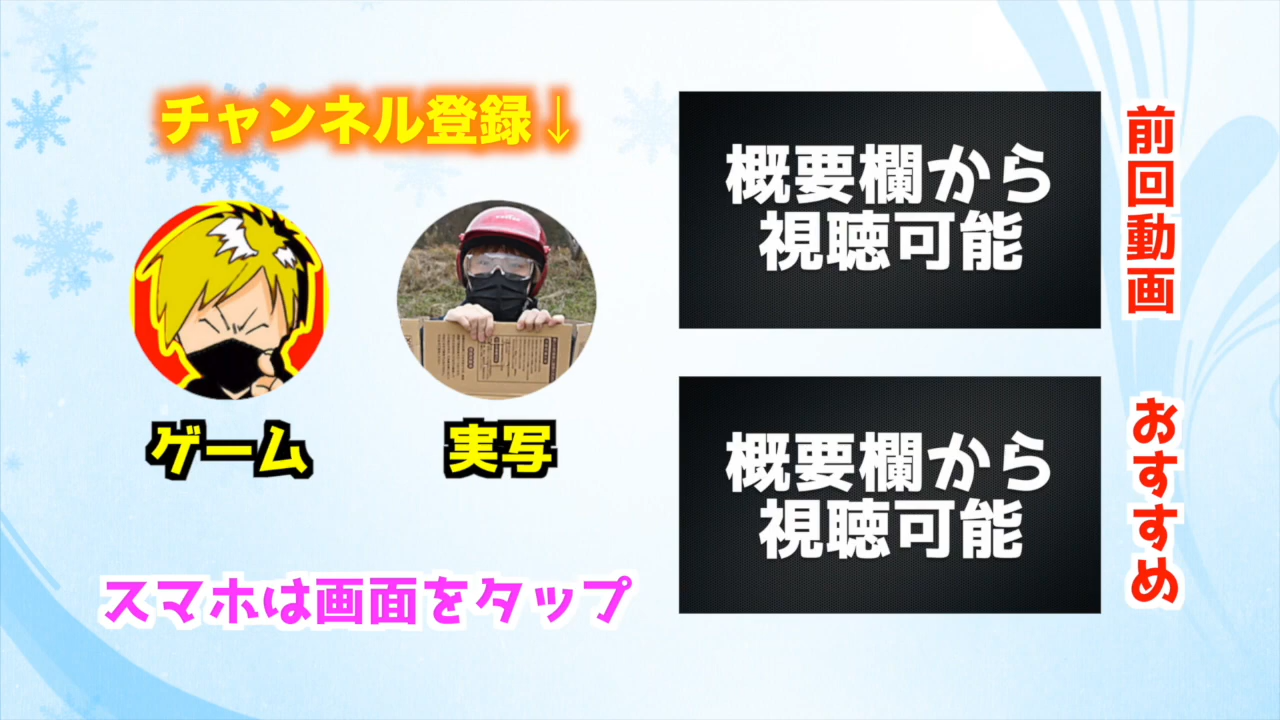 チャンネル登録↓
ゲーム
実写
スマホは画面をタップ
概要欄から
視聴可能
前回動画
概要欄から
視聴可能
おすすめ